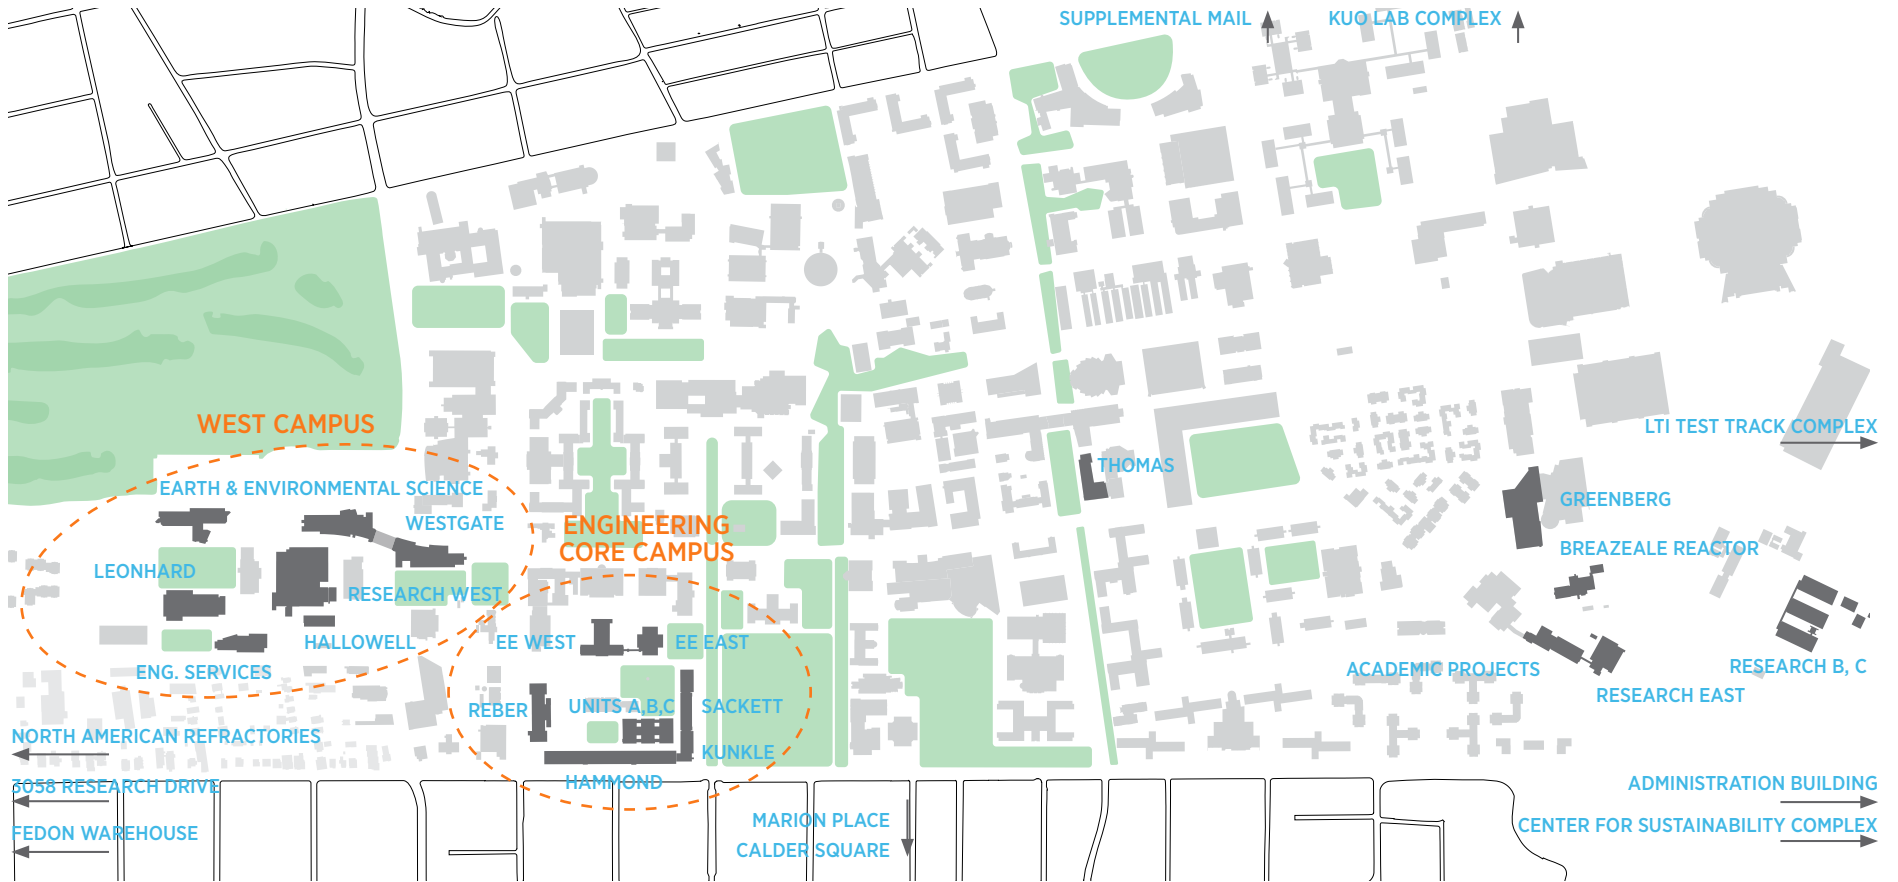 SUPPLEMENTAL MAIL
KUO LAB COMPLEX
WEST CAMPUS
LTI TEST TRACK COMPLEX
THOMAS
EARTH & ENVIRONMENTAL SCIENCE
GREENBERG
WESTGATE
ENGINEERING
CORE CAMPUS
BREAZEALE REACTOR
LEONHARD
RESEARCH WEST
HALLOWELL
EE WEST
EE EAST
ENG. SERVICES
ACADEMIC PROJECTS
RESEARCH B, C
RESEARCH EAST
REBER
UNITS A,B,C
SACKETT
NORTH AMERICAN REFRACTORIES
KUNKLE
HAMMOND
3058 RESEARCH DRIVE
ADMINISTRATION BUILDING
MARION PLACE
CENTER FOR SUSTAINABILITY COMPLEX
FEDON WAREHOUSE
CALDER SQUARE